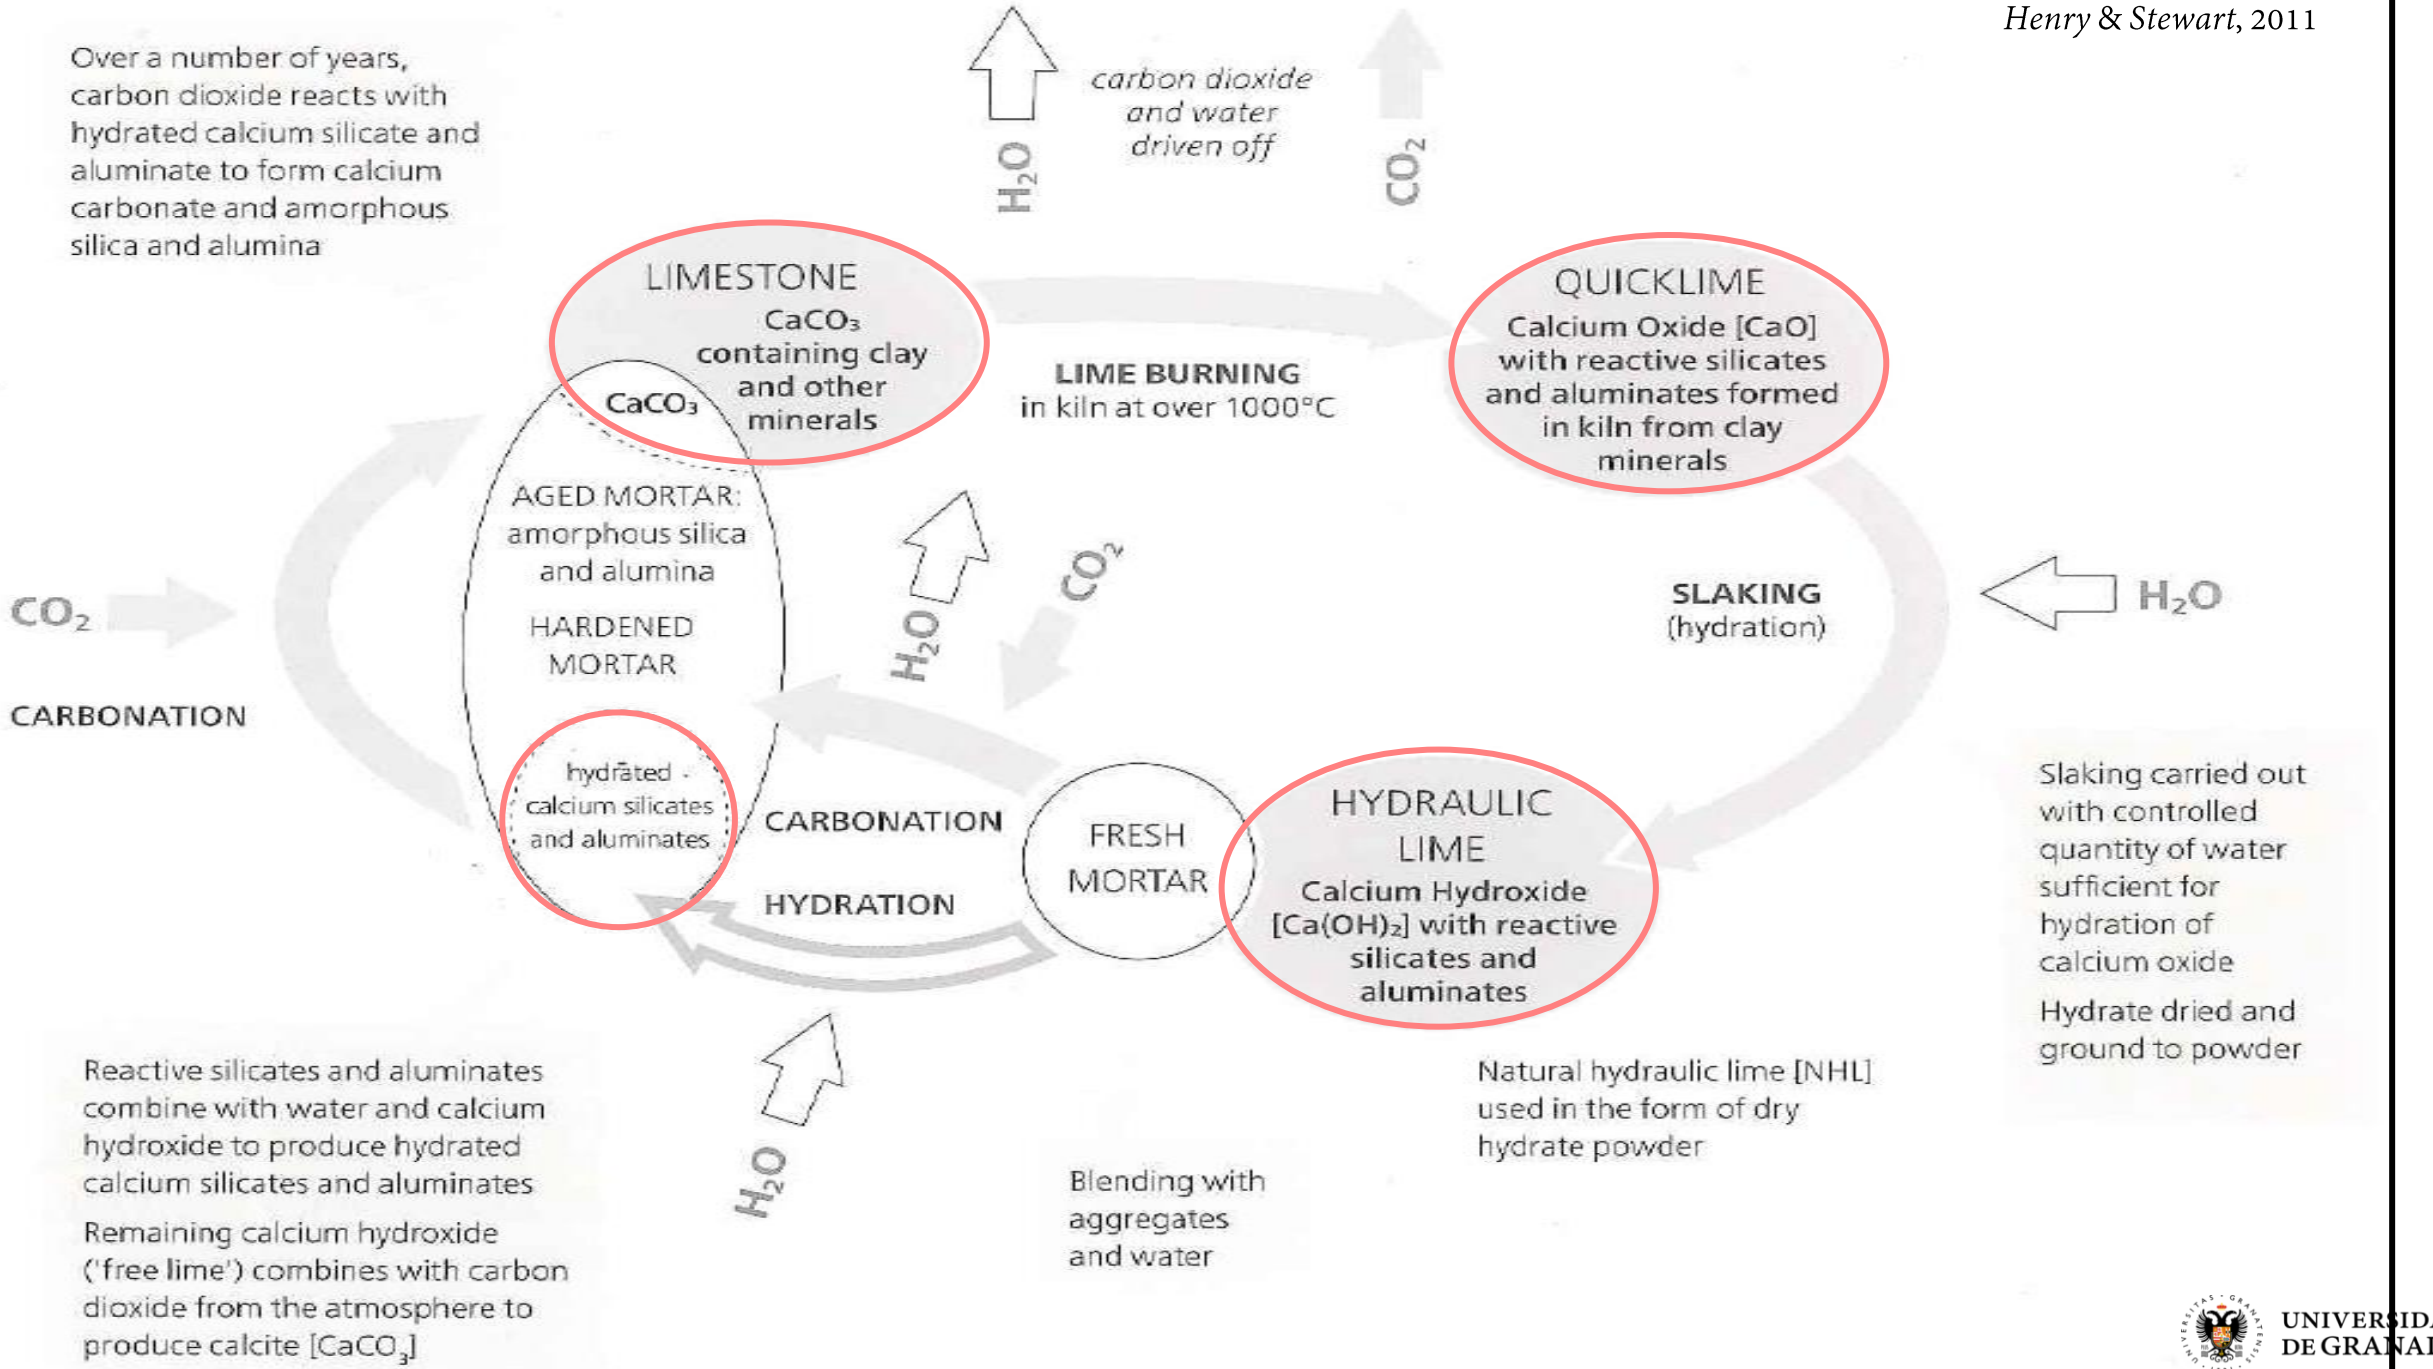 Henry & Stewart, 2011
Over a number of years,
carbon dioxide reacts with
hydrated calcium silicate and
aluminate to form calcium
carbonate and amorphous
silica and alumina
H₂O
carbon dioxide
and water
driven off
CO₂
LIMESTONE
CaCO₃
containing clay
and other
minerals
CaCO₃
LIME BURNING
in kiln at over 1000°C
QUICKLIME
Calcium Oxide [CaO]
with reactive silicates
and aluminates formed
in kiln from clay
minerals
AGED MORTAR:
amorphous silica
and alumina
HARDENED
MORTAR
CO₂
CARBONATION
H₂O
CO₂
SLAKING
(hydration)
H₂O
hydrated
calcium silicates
and aluminates
CARBONATION
HYDRATION
FRESH
MORTAR
HYDRAULIC
LIME
Calcium Hydroxide
[Ca(OH)₂] with reactive
silicates and
aluminates
Slaking carried out
with controlled
quantity of water
sufficient for
hydration of
calcium oxide
Hydrate dried and
ground to powder
Reactive silicates and aluminates
combine with water and calcium
hydroxide to produce hydrated
calcium silicates and aluminates
Remaining calcium hydroxide
('free lime') combines with carbon
dioxide from the atmosphere to
produce calcite [CaCO₃]
H₂O
Blending with
aggregates
and water
Natural hydraulic lime [NHL]
used in the form of dry
hydrate powder